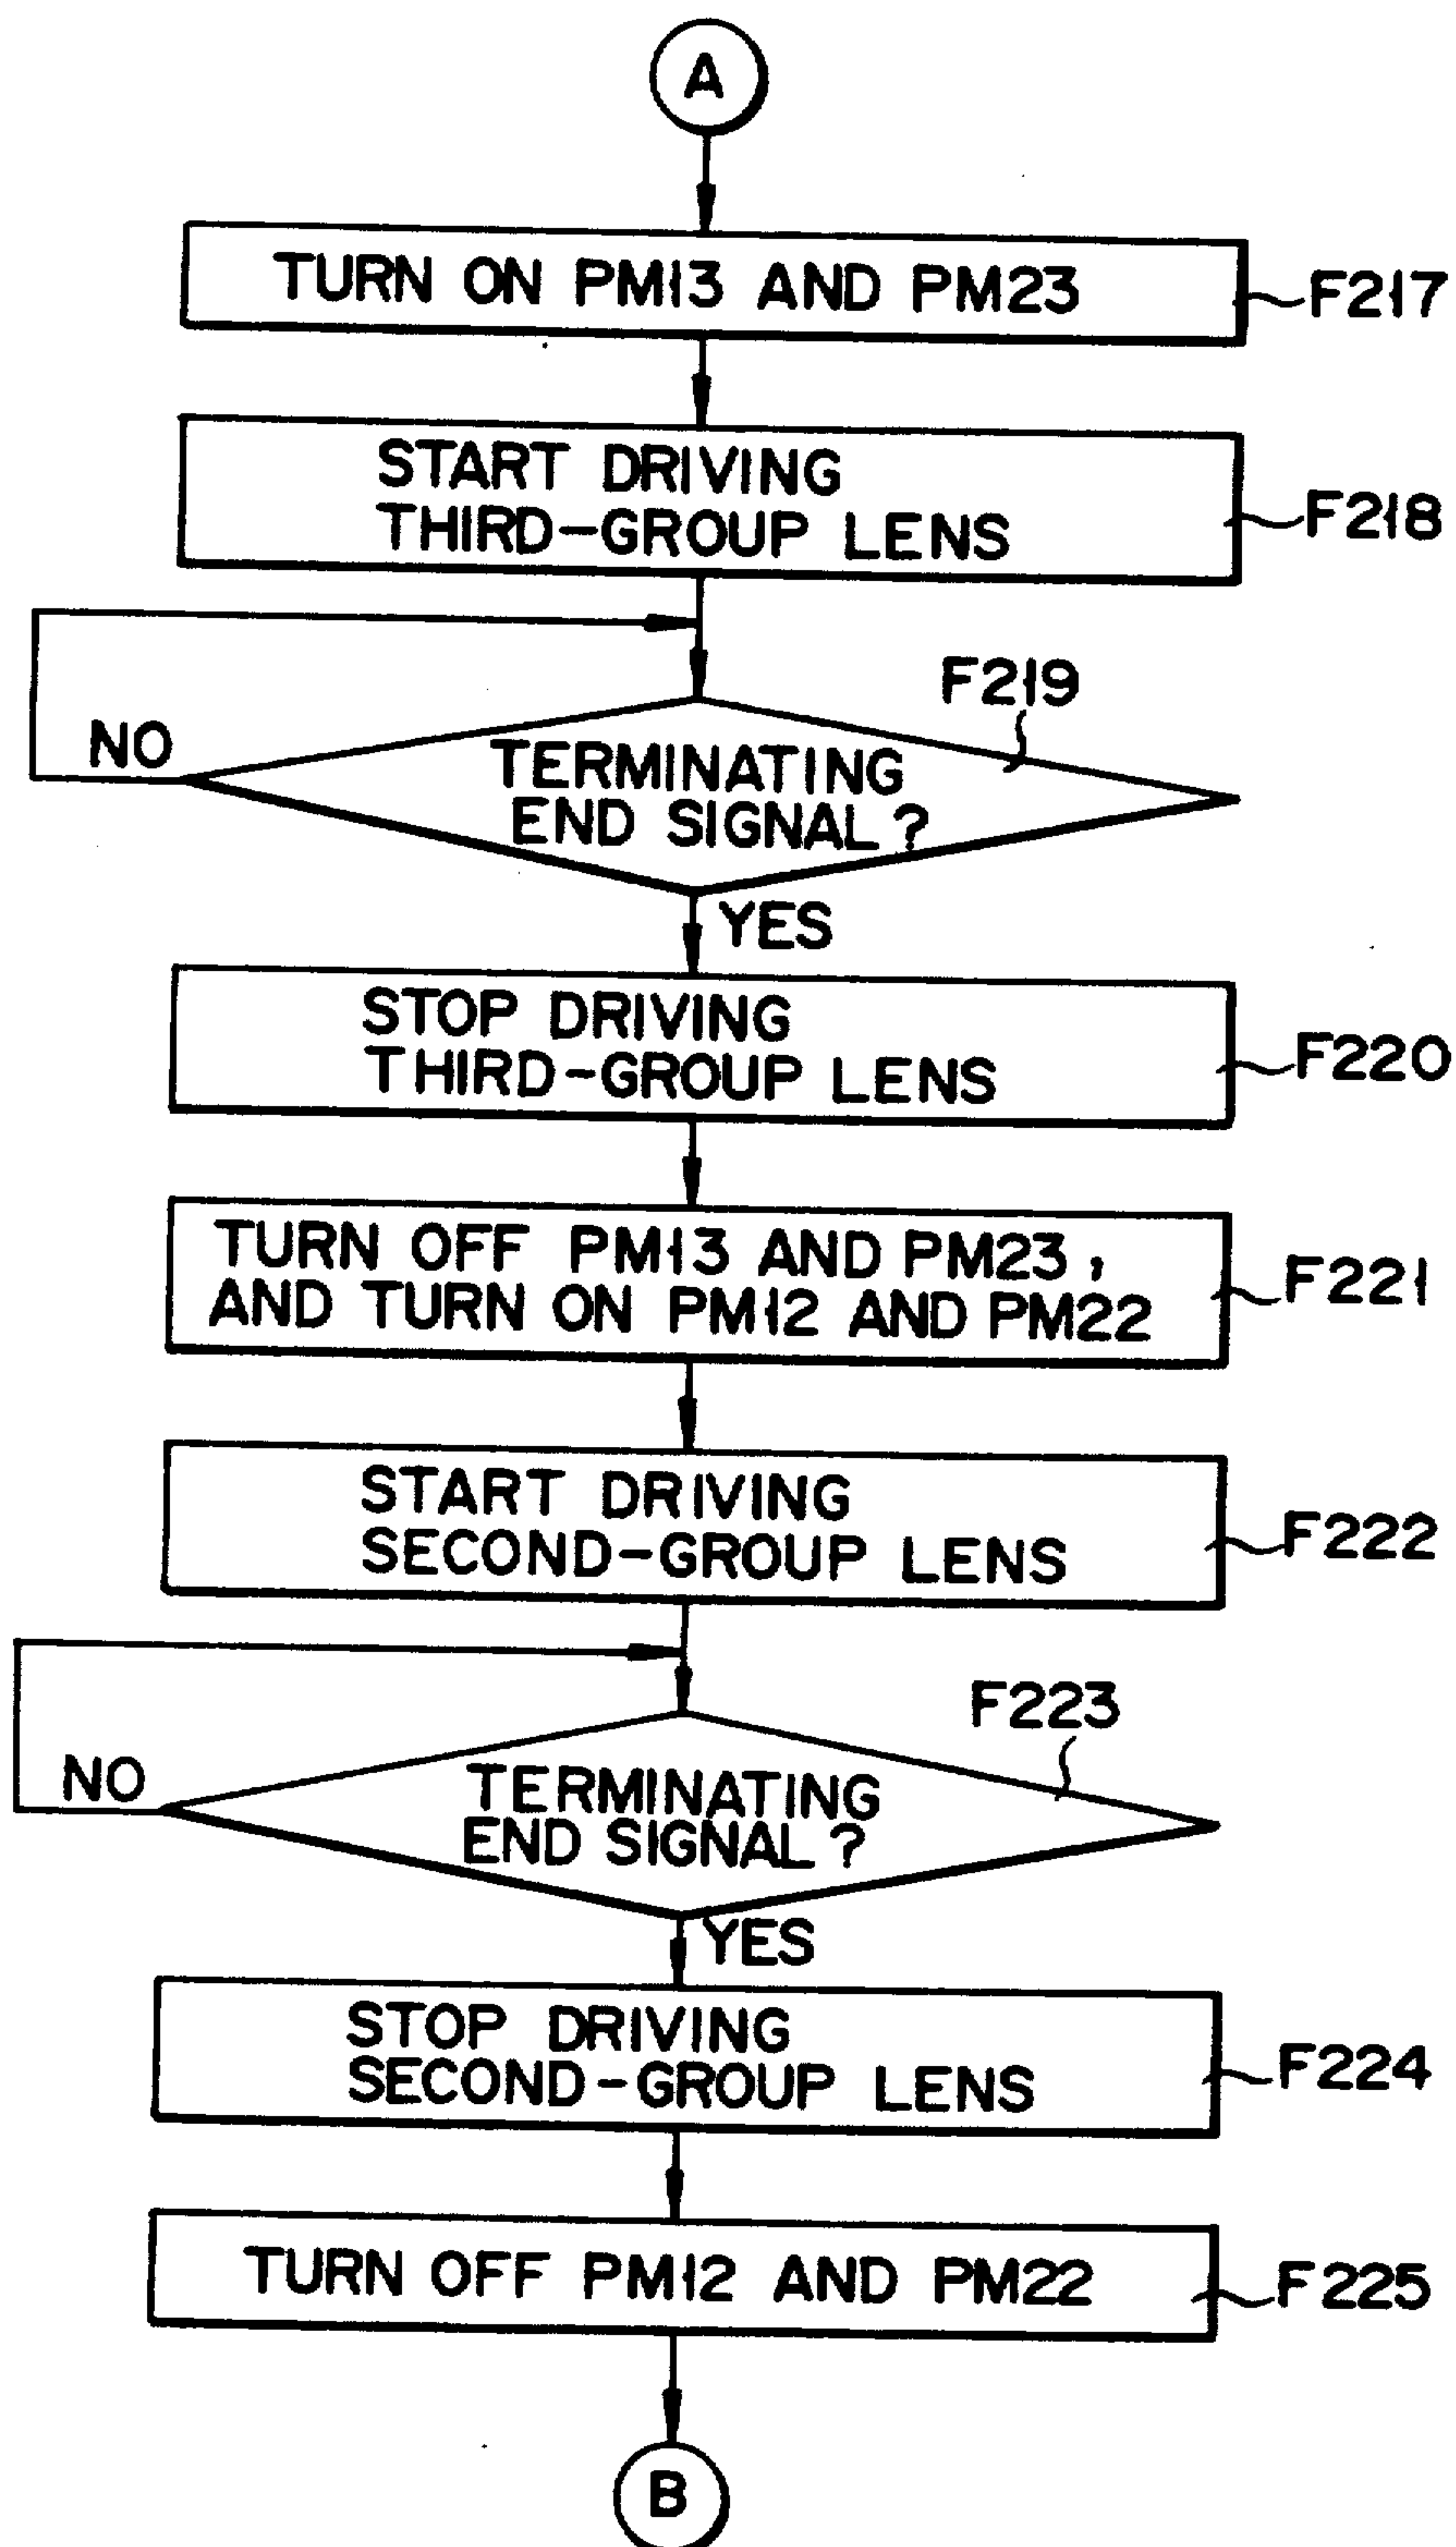 A
TURN ON PM13 AND PM23
F217
START DRIVING
THIRD-GROUP LENS
F218
F219
NO
TERMINATING
END SIGNAL?
YES
STOP DRIVING
THIRD-GROUP LENS
F220
TURN OFF PM13 AND PM23,
AND TURN ON PM12 AND PM22
F221
START DRIVING
SECOND-GROUP LENS
F222
F223
NO
TERMINATING
END SIGNAL?
YES
STOP DRIVING
SECOND-GROUP LENS
F224
TURN OFF PM12 AND PM22
F225
B